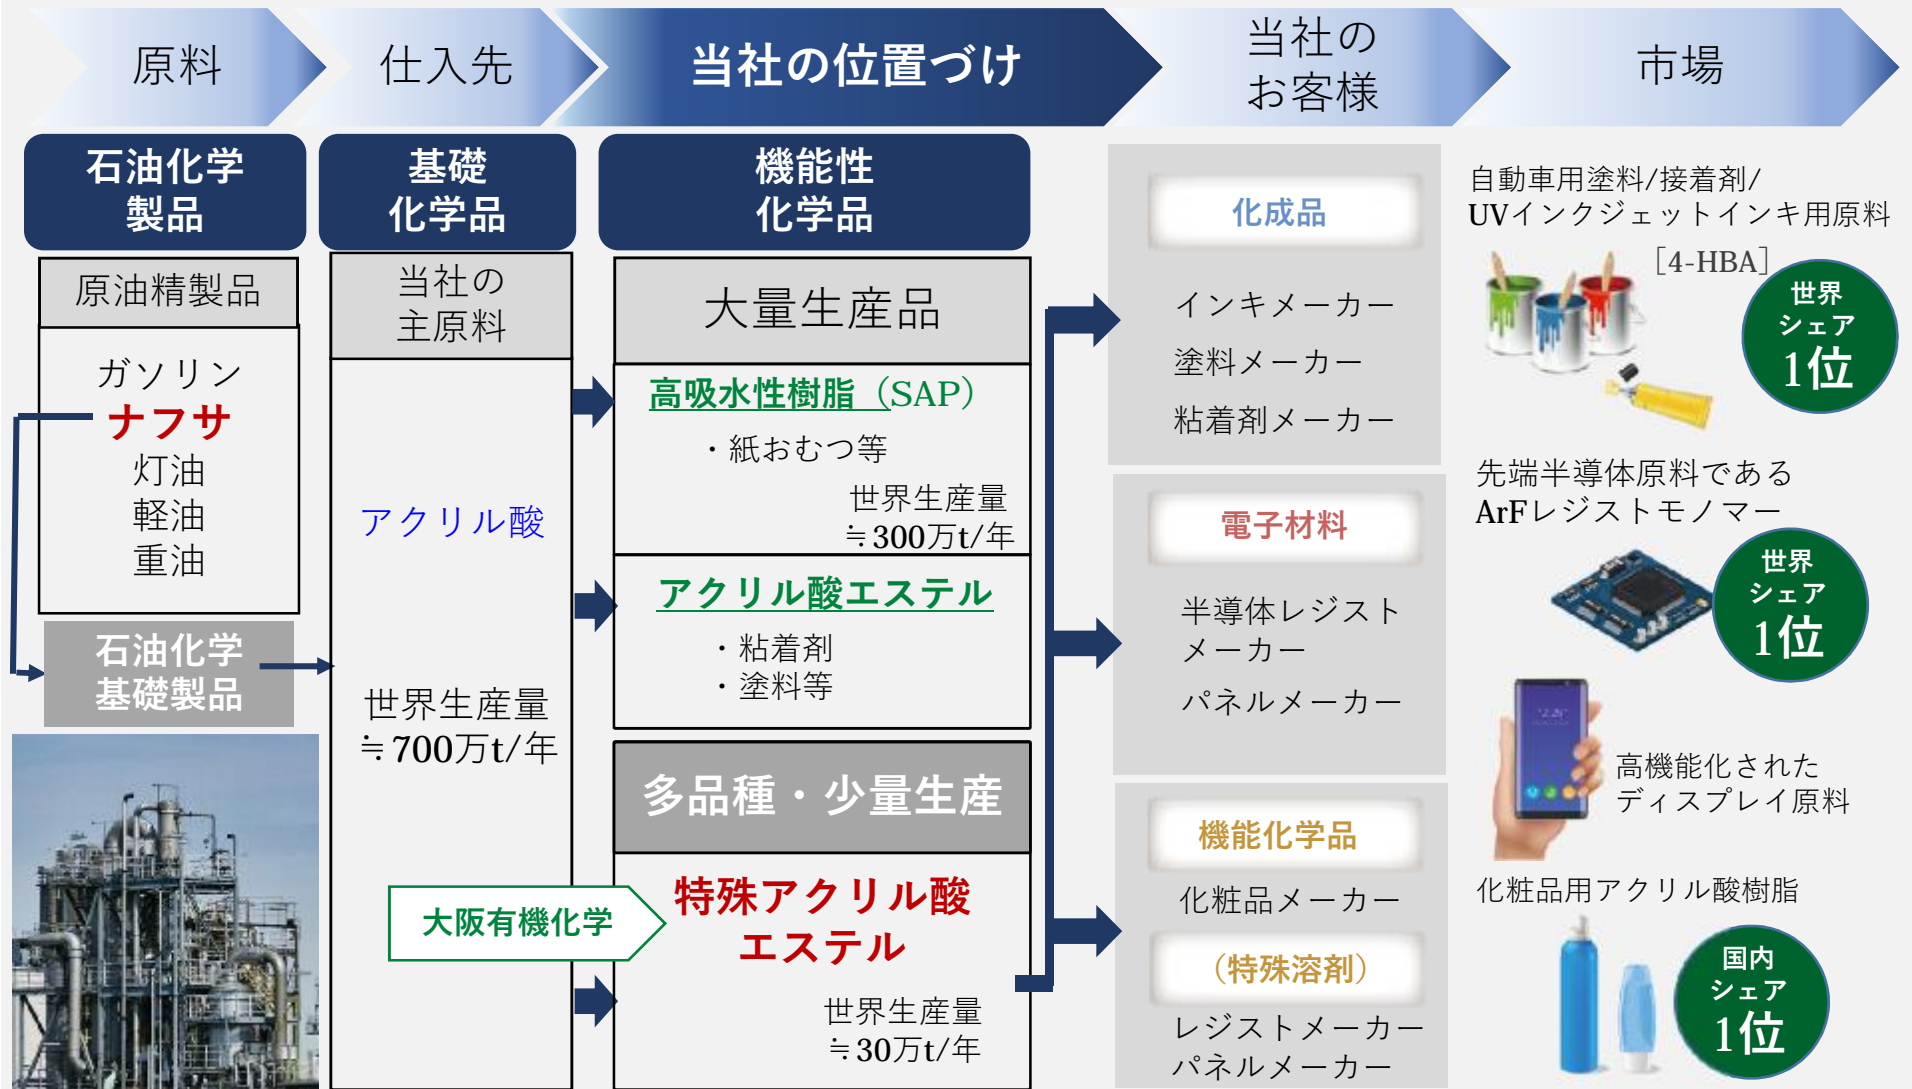 原料
仕入先
当社の位置づけ
当社の
お客様
市場
石油化学
製品
原油精製品
ガソリン
ナフサ
灯油
軽油
重油
石油化学
基礎製品
基礎
化学品
当社の
主原料
アクリル酸
世界生産量
≒700万t/年
機能性
化学品
大量生産品
高吸水性樹脂（SAP）
・紙おむつ等
世界生産量
≒300万t/年
アクリル酸エステル
・粘着剤
・塗料等
多品種・少量生産
大阪有機化学
特殊アクリル酸
エステル
世界生産量
≒30万t/年
化成品
インキメーカー
塗料メーカー
粘着剤メーカー
電子材料
半導体レジスト
メーカー
パネルメーカー
機能化学品
化粧品メーカー
（特殊溶剤）
レジストメーカー
パネルメーカー
自動車用塗料/接着剤/
UVインクジェットインキ用原料
［4-HBA］
世界
シェア
1位
先端半導体原料である
ArFレジストモノマー
世界
シェア
1位
高機能化された
ディスプレイ原料
化粧品用アクリル酸樹脂
国内
シェア
1位